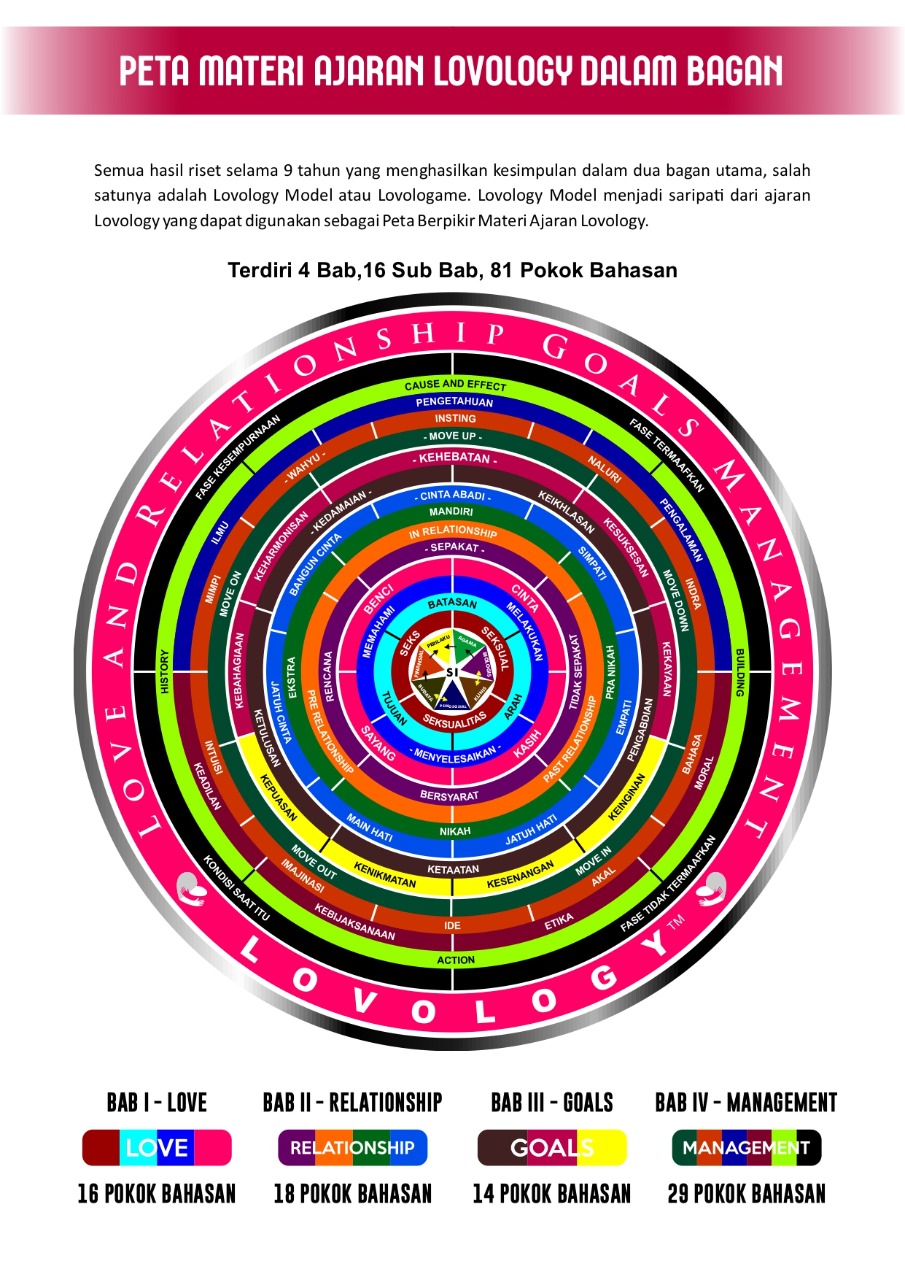 PETA MATERI AJARAN LOVOLOGY DALAM BAGAN
Semua hasil riset selama 9 tahun yang menghasilkan kesimpulan dalam dua bagan utama, salah
satunya adalah Lovology Model atau Lovologame. Lovology Model menjadi saripati dari ajaran
Lovology yang dapat digunakan sebagai Peta Berpikir Materi Ajaran Lovology.
Terdiri 4 Bab,16 Sub Bab, 81 Pokok Bahasan
LOVE AND RELATIONSHIP GOALS MANAGEMENT
LOVOLOGY™
FASE KESEMPURNAAN
FASE TERMAAFKAN
FASE TIDAK TERMAAFKAN
KONDISI SAAT ITU
CAUSE AND EFFECT
BUILDING
ACTION
HISTORY
PENGETAHUAN
PENGALAMAN
MORAL
ETIKA
KEBIJAKSANAAN
KEADILAN
ILMU
INSTING
NALURI
INDRA
BAHASA
AKAL
IDE
IMAJINASI
INTUISI
MIMPI
- WAHYU -
- MOVE UP -
MOVE DOWN
MOVE IN
MOVE OUT
MOVE ON
- KEHEBATAN -
KESUKSESAN
KEKAYAAN
KEINGINAN
KESENANGAN
KENIKMATAN
KEPUASAN
KEBAHAGIAAN
KEHARMONISAN
- KEDAMAIAN -
KEIKHLASAN
PENGABDIAN
KETAATAN
KETULUSAN
- CINTA ABADI -
SIMPATI
EMPATI
JATUH HATI
MAIN HATI
JATUH CINTA
BANGUN CINTA
MANDIRI
PRA NIKAH
NIKAH
EKSTRA
IN RELATIONSHIP
PAST RELATIONSHIP
PRE RELATIONSHIP
- SEPAKAT -
TIDAK SEPAKAT
BERSYARAT
RENCANA
BENCI
CINTA
KASIH
SAYANG
MEMAHAMI
MELAKUKAN
- MENYELESAIKAN -
BATASAN
ARAH
TUJUAN
SEKS
SEKSUAL
SEKSUALITAS
AGAMA
BUDAYA
SI
BAB I - LOVE
BAB II - RELATIONSHIP
BAB III - GOALS
BAB IV - MANAGEMENT
LOVE
RELATIONSHIP
GOALS
MANAGEMENT
16 POKOK BAHASAN
18 POKOK BAHASAN
14 POKOK BAHASAN
29 POKOK BAHASAN